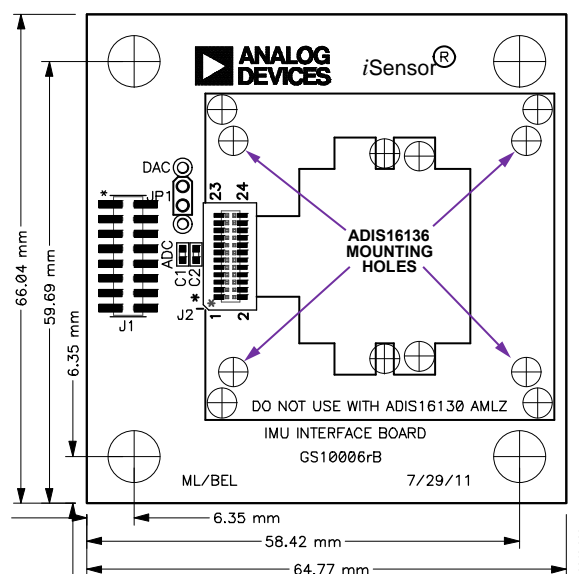 ANALOG
DEVICES
iSensor®
DAC
JP1
23
24
*
ADC
C1
C2
J1
J2
*
*
1
1
2
ADIS16136
MOUNTING
HOLES
DO NOT USE WITH ADIS16130 AMLZ
IMU INTERFACE BOARD
GS10006rB
ML/BEL
7/29/11
66.04 mm
59.69 mm
6.35 mm
6.35 mm
58.42 mm
64.77 mm